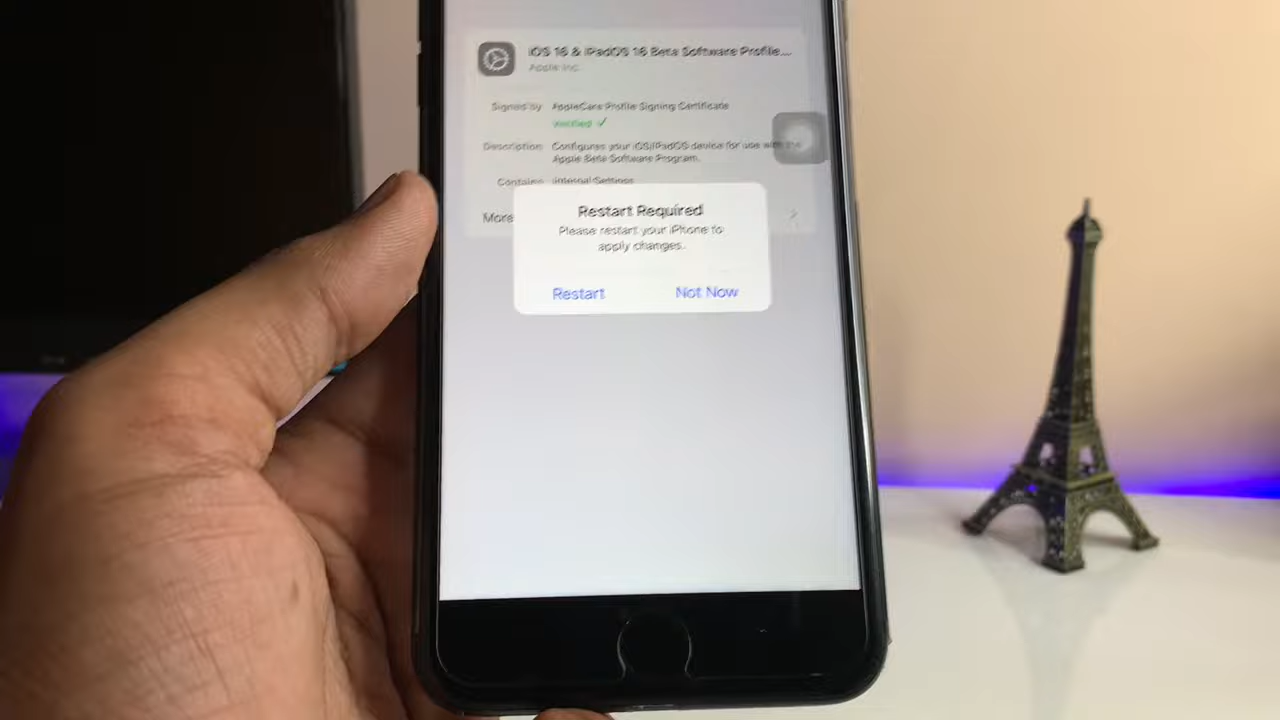 iOS 16 & iPadOS 16 Beta Software Profile...
Apple Inc.
Signed by AppleCare Profile Signing Certificate
Verified ✓
Description Configures your iOS/iPadOS device for use with the
Apple Beta Software Program.
Contains Internal Settings
More
Restart Required
Please restart your iPhone to
apply changes.
Restart Not Now